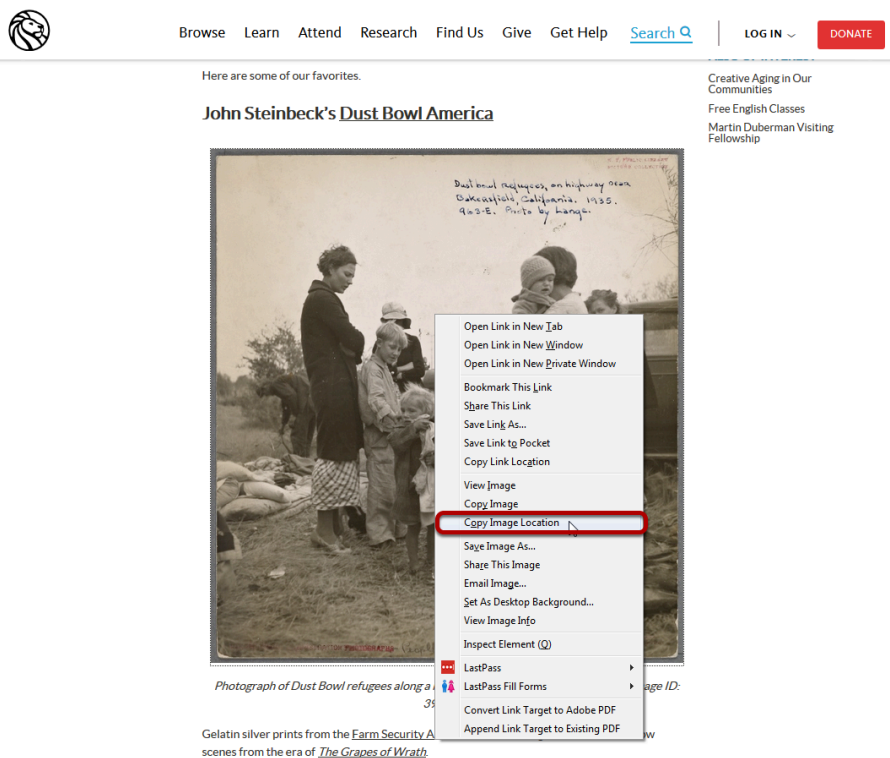 Browse Learn Attend Research Find Us Give Get Help Search LOG IN DONATE
Here are some of our favorites.
John Steinbeck's Dust Bowl America
Creative Aging in Our
Communities
Free English Classes
Martin Duberman Visiting
Fellowship
Dust bowl refugees, on highway near
Bakersfield, California. 1935.
963-E. Photo by Lange.
Open Link in New Tab
Open Link in New Window
Open Link in New Private Window
Bookmark This Link
Share This Link
Save Link As...
Save Link to Pocket
Copy Link Location
View Image
Copy Image
Copy Image Location
Save Image As...
Share This Image
Email Image...
Set As Desktop Background...
View Image Info
Inspect Element (Q)
LastPass
LastPass Fill Forms
Convert Link Target to Adobe PDF
Append Link Target to Existing PDF
Photograph of Dust Bowl refugees along a
ID:
Gelatin silver prints from the Farm Security
scenes from the era of The Grapes of Wrath.